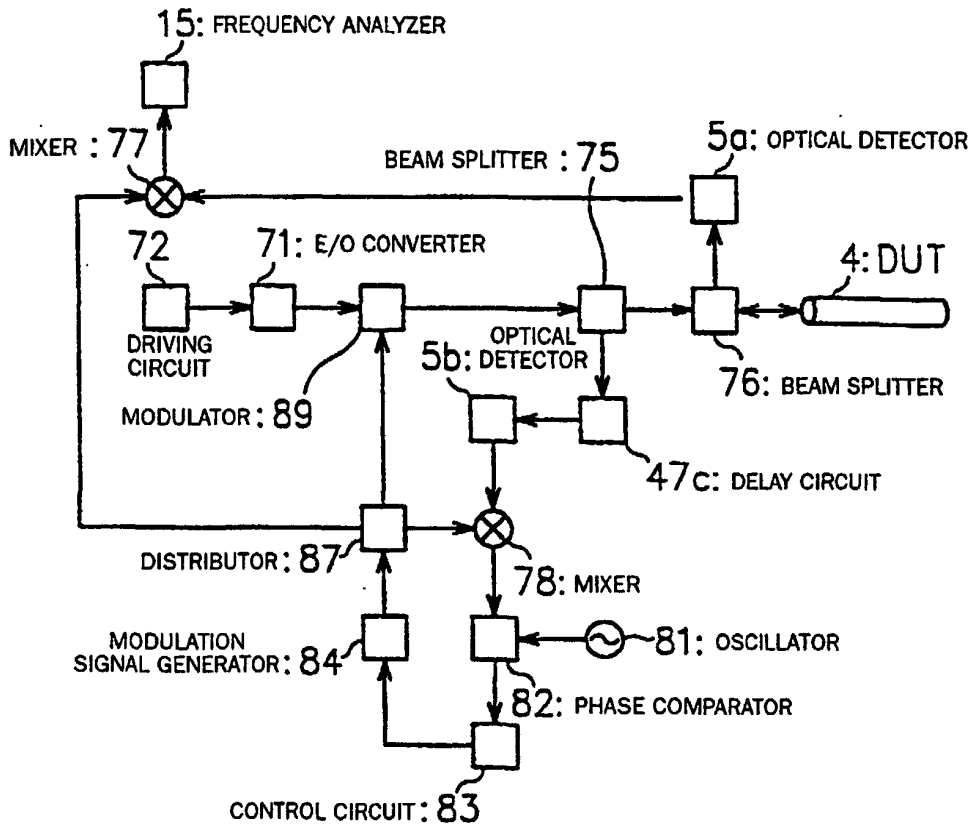 15: FREQUENCY ANALYZER
MIXER : 77
BEAM SPLITTER : 75
5a: OPTICAL DETECTOR
72
71: E/O CONVERTER
4: DUT
DRIVING
CIRCUIT
OPTICAL
5b: DETECTOR
MODULATOR: 89
76: BEAM SPLITTER
47c: DELAY CIRCUIT
DISTRIBUTOR: 87
78: MIXER
MODULATION
SIGNAL GENERATOR: 84
81: OSCILLATOR
82: PHASE COMPARATOR
CONTROL CIRCUIT: 83